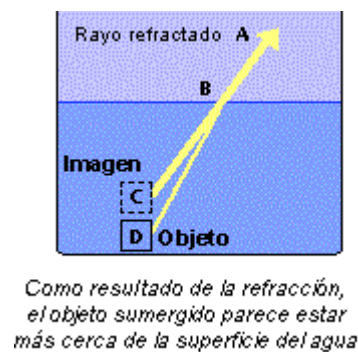 Rayo refractado A
B
Imagen
C
D Objeto
Como resultado de la refracción,
el objeto sumergido parece estar
más cerca de la superficie del agua